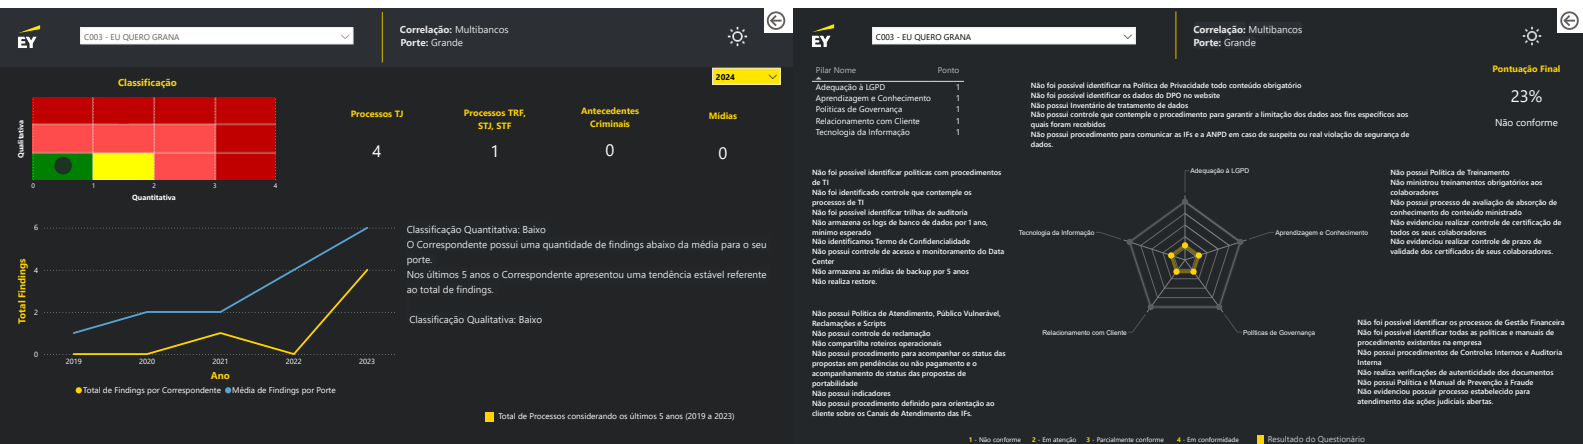 EY
C003 - EU QUERO GRANA
Correlação: Multibancos
Porte: Grande
Classificação
2024
Qualitativa
0 1 2 3 4
Quantitativa
Processos TJ
4
Processos TRF,
STJ, STF
1
Antecedentes
Criminais
0
Mídias
0
Total Findings
6
4
2
0
2019 2020 2021 2022 2023
Ano
Total de Findings por Correspondente Média de Findings por Porte
Classificação Quantitativa: Baixo
O Correspondente possui uma quantidade de findings abaixo da média para o seu
porte.
Nos últimos 5 anos o Correspondente apresentou uma tendência estável referente
ao total de findings.
Classificação Qualitativa: Baixo
Total de Processos considerando os últimos 5 anos (2019 a 2023)
EY
C003 - EU QUERO GRANA
Correlação: Multibancos
Porte: Grande
Pilar Nome Ponto
Adequação à LGPD 1
Aprendizagem e Conhecimento 1
Políticas de Governança 1
Relacionamento com Cliente 1
Tecnologia da Informação 1
Não foi possível identificar na Política de Privacidade todo conteúdo obrigatório
Não foi possível identificar os dados do DPO no website
Não possui Inventário de tratamento de dados
Não possui controle que contemple o procedimento para garantir a limitação dos dados aos fins específicos aos
quais foram recebidos
Não possui procedimento para comunicar as IFs e a ANPD em caso de suspeita ou real violação de segurança de
dados.
Pontuação Final
23%
Não conforme
Não foi possível identificar políticas com procedimentos
de TI
Não foi identificado controle que contemple os
processos de TI
Não foi possível identificar trilhas de auditoria
Não armazena os logs de banco de dados por 1 ano,
mínimo esperado
Não identificamos Termo de Confidencialidade
Não possui controle de acesso e monitoramento do Data
Center
Não armazena as mídias de backup por 5 anos
Não realiza restore.
Adequação à LGPD
Tecnologia da Informação
Aprendizagem e Conhecimento
Relacionamento com Cliente
Políticas de Governança
Não possui Política de Treinamento
Não ministrou treinamentos obrigatórios aos
colaboradores
Não possui processo de avaliação de absorção de
conhecimento do conteúdo ministrado
Não evidenciou realizar controle de certificação de
todos os seus colaboradores
Não evidenciou realizar controle de prazo de
validade dos certificados de seus colaboradores.
Não possui Política de Atendimento, Público Vulnerável,
Reclamações e Scripts
Não possui controle de reclamação
Não compartilha roteiros operacionais
Não possui procedimento para acompanhar os status das
propostas em pendências ou não pagamento e o
acompanhamento do status das propostas de
portabilidade
Não possui indicadores
Não possui procedimento definido para orientação ao
cliente sobre os Canais de Atendimento das IFs.
Não foi possível identificar os processos de Gestão Financeira
Não foi possível identificar todas as políticas e manuais de
procedimento existentes na empresa
Não possui procedimentos de Controles Internos e Auditoria
Interna
Não realiza verificações de autenticidade dos documentos
Não possui Política e Manual de Prevenção à Fraude
Não evidenciou possuir processo estabelecido para
atendimento das ações judiciais abertas.
1 - Não conforme 2 - Em atenção 3 - Parcialmente conforme 4 - Em conformidade Resultado do Questionário